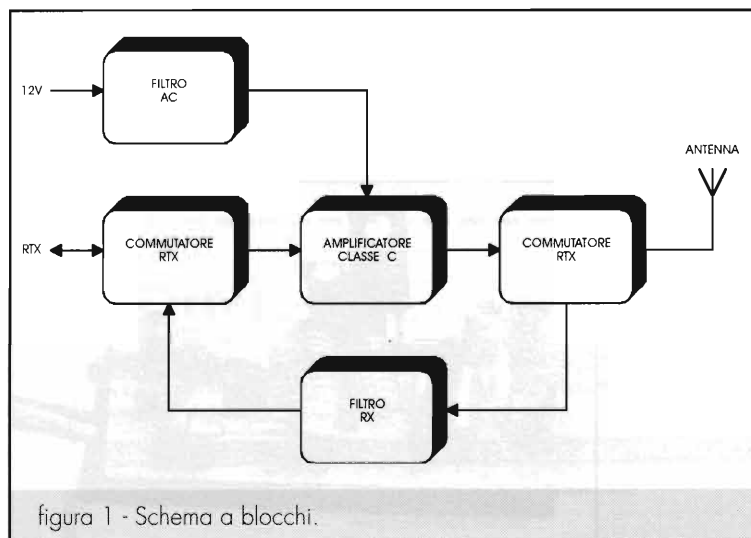 FILTRO
AC
12V
ANTENNA
RTX
COMMUTATORE
RTX
AMPLIFICATORE
CLASSE C
COMMUTATORE
RTX
FILTRO
RX
figura 1 - Schema a blocchi.